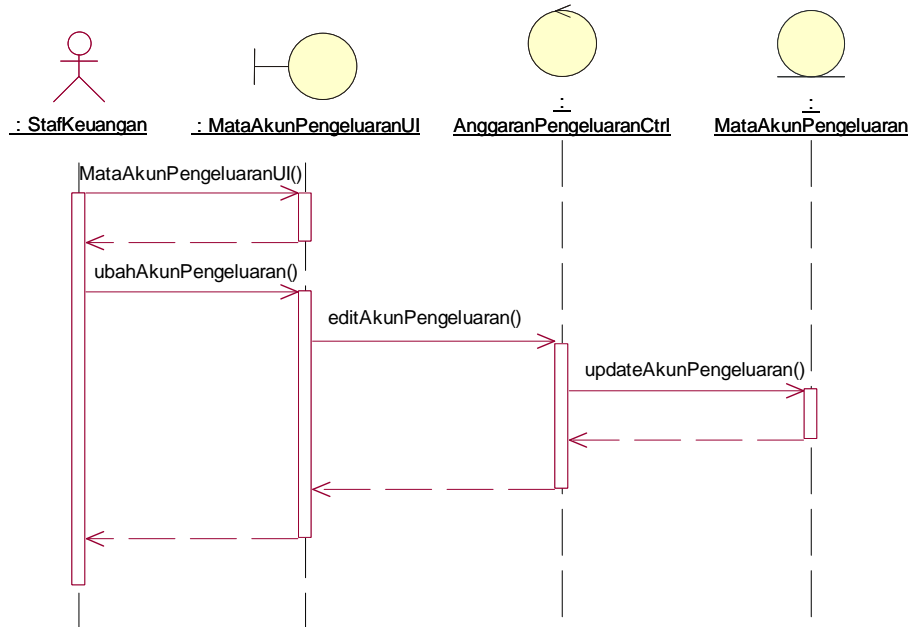 : StafKeuangan
: MataAkunPengeluaranUI
:
AnggaranPengeluaranCtrl
:
MataAkunPengeluaran
MataAkunPengeluaranUI()
ubahAkunPengeluaran()
editAkunPengeluaran()
updateAkunPengeluaran()